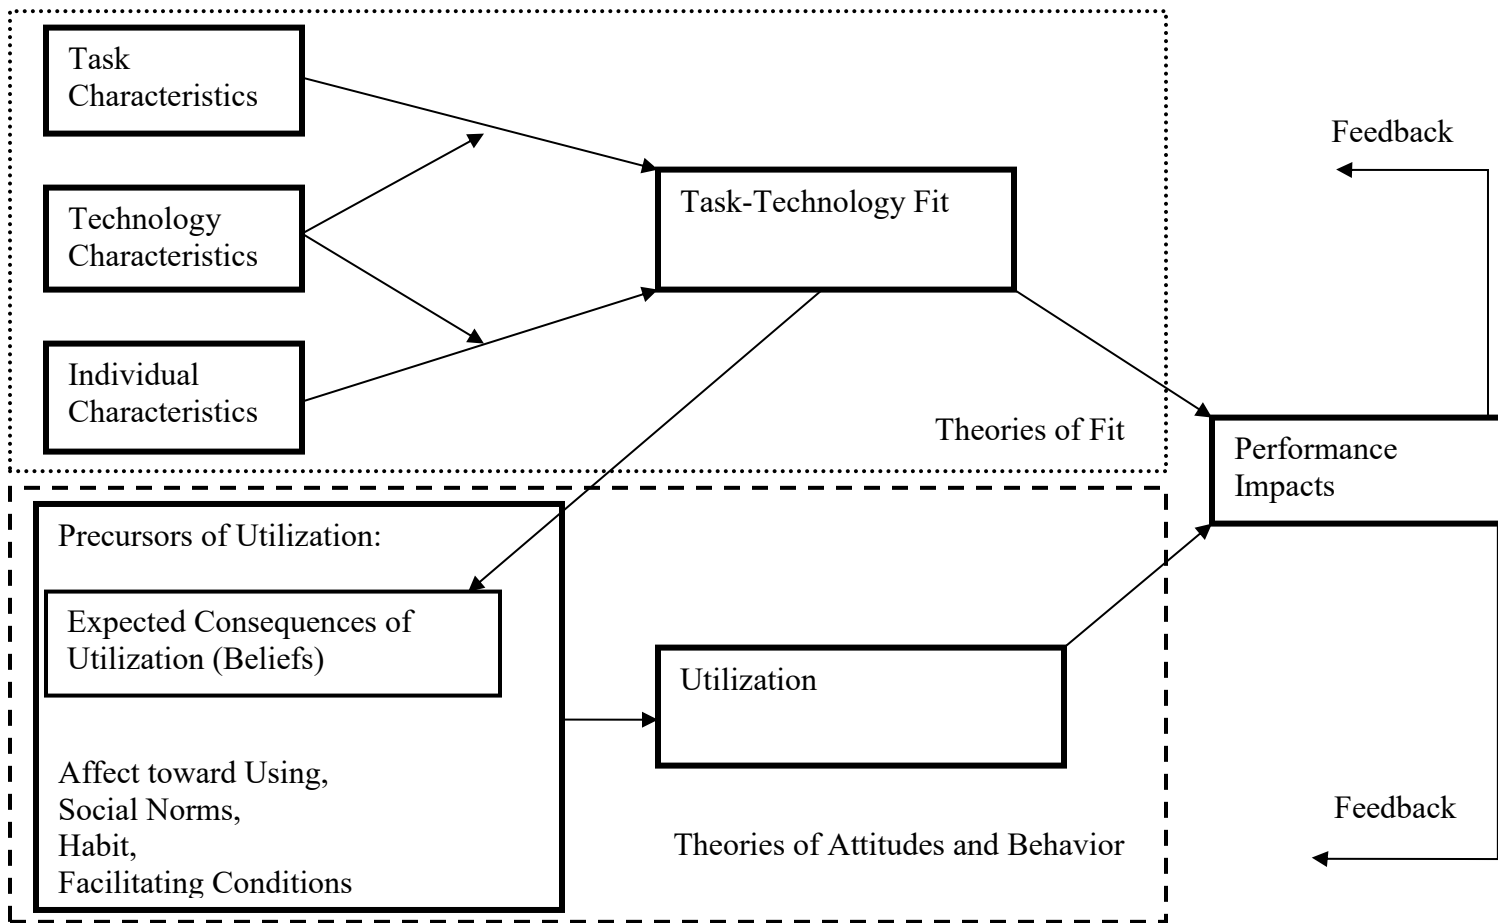 Task
Characteristics
Technology
Characteristics
Individual
Characteristics
Task-Technology Fit
Theories of Fit
Feedback
Performance
Impacts
Precursors of Utilization:
Expected Consequences of
Utilization (Beliefs)
Affect toward Using,
Social Norms,
Habit,
Facilitating Conditions
Utilization
Theories of Attitudes and Behavior
Feedback